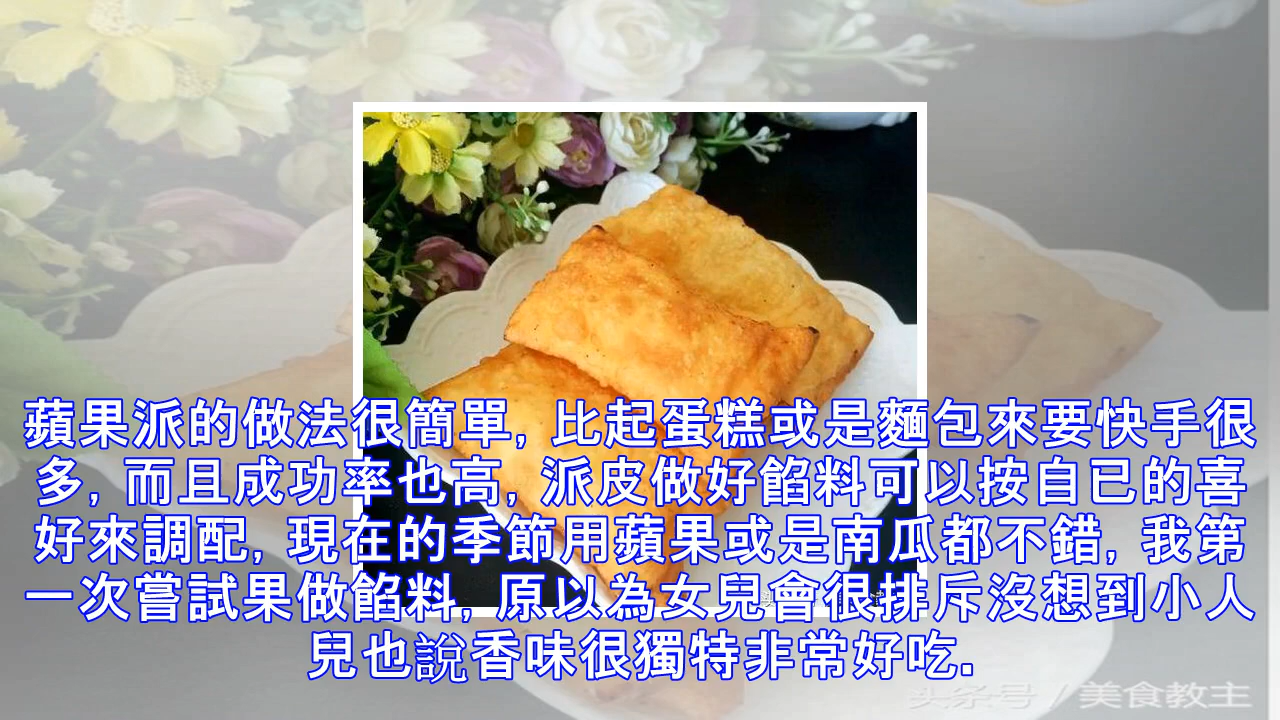 蘋果派的做法很簡單, 比起蛋糕或是麵包來要快手很
多, 而且成功率也高, 派皮做好餡料可以按自已的喜
好來調配, 現在的季節用蘋果或是南瓜都不錯, 我第
一次嘗試果做餡料, 原以為女兒會很排斥沒想到小人
兒也說香味很獨特非常好吃.
头条号 / 美食教主